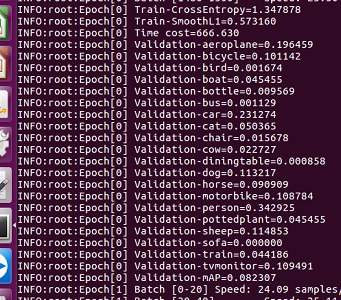 INFO:root:Epoch[0] Train-CrossEntropy=1.347878
INFO:root:Epoch[0] Train-SmoothL1=0.573160
INFO:root:Epoch[0] Time cost=666.630
INFO:root:Epoch[0] Validation-aeroplane=0.196459
INFO:root:Epoch[0] Validation-bicycle=0.101142
INFO:root:Epoch[0] Validation-bird=0.001674
INFO:root:Epoch[0] Validation-boat=0.045455
INFO:root:Epoch[0] Validation-bottle=0.009569
INFO:root:Epoch[0] Validation-bus=0.001129
INFO:root:Epoch[0] Validation-car=0.231274
INFO:root:Epoch[0] Validation-cat=0.050365
INFO:root:Epoch[0] Validation-chair=0.015678
INFO:root:Epoch[0] Validation-cow=0.022727
INFO:root:Epoch[0] Validation-diningtable=0.000858
INFO:root:Epoch[0] Validation-dog=0.113217
INFO:root:Epoch[0] Validation-horse=0.090909
INFO:root:Epoch[0] Validation-motorbike=0.108784
INFO:root:Epoch[0] Validation-person=0.342925
INFO:root:Epoch[0] Validation-pottedplant=0.045455
INFO:root:Epoch[0] Validation-sheep=0.114853
INFO:root:Epoch[0] Validation-sofa=0.000000
INFO:root:Epoch[0] Validation-train=0.044186
INFO:root:Epoch[0] Validation-tvmonitor=0.109491
INFO:root:Epoch[0] Validation-mAP=0.082307
INFO:root:Epoch[1] Batch [0-20] Speed: 24.09 samples/